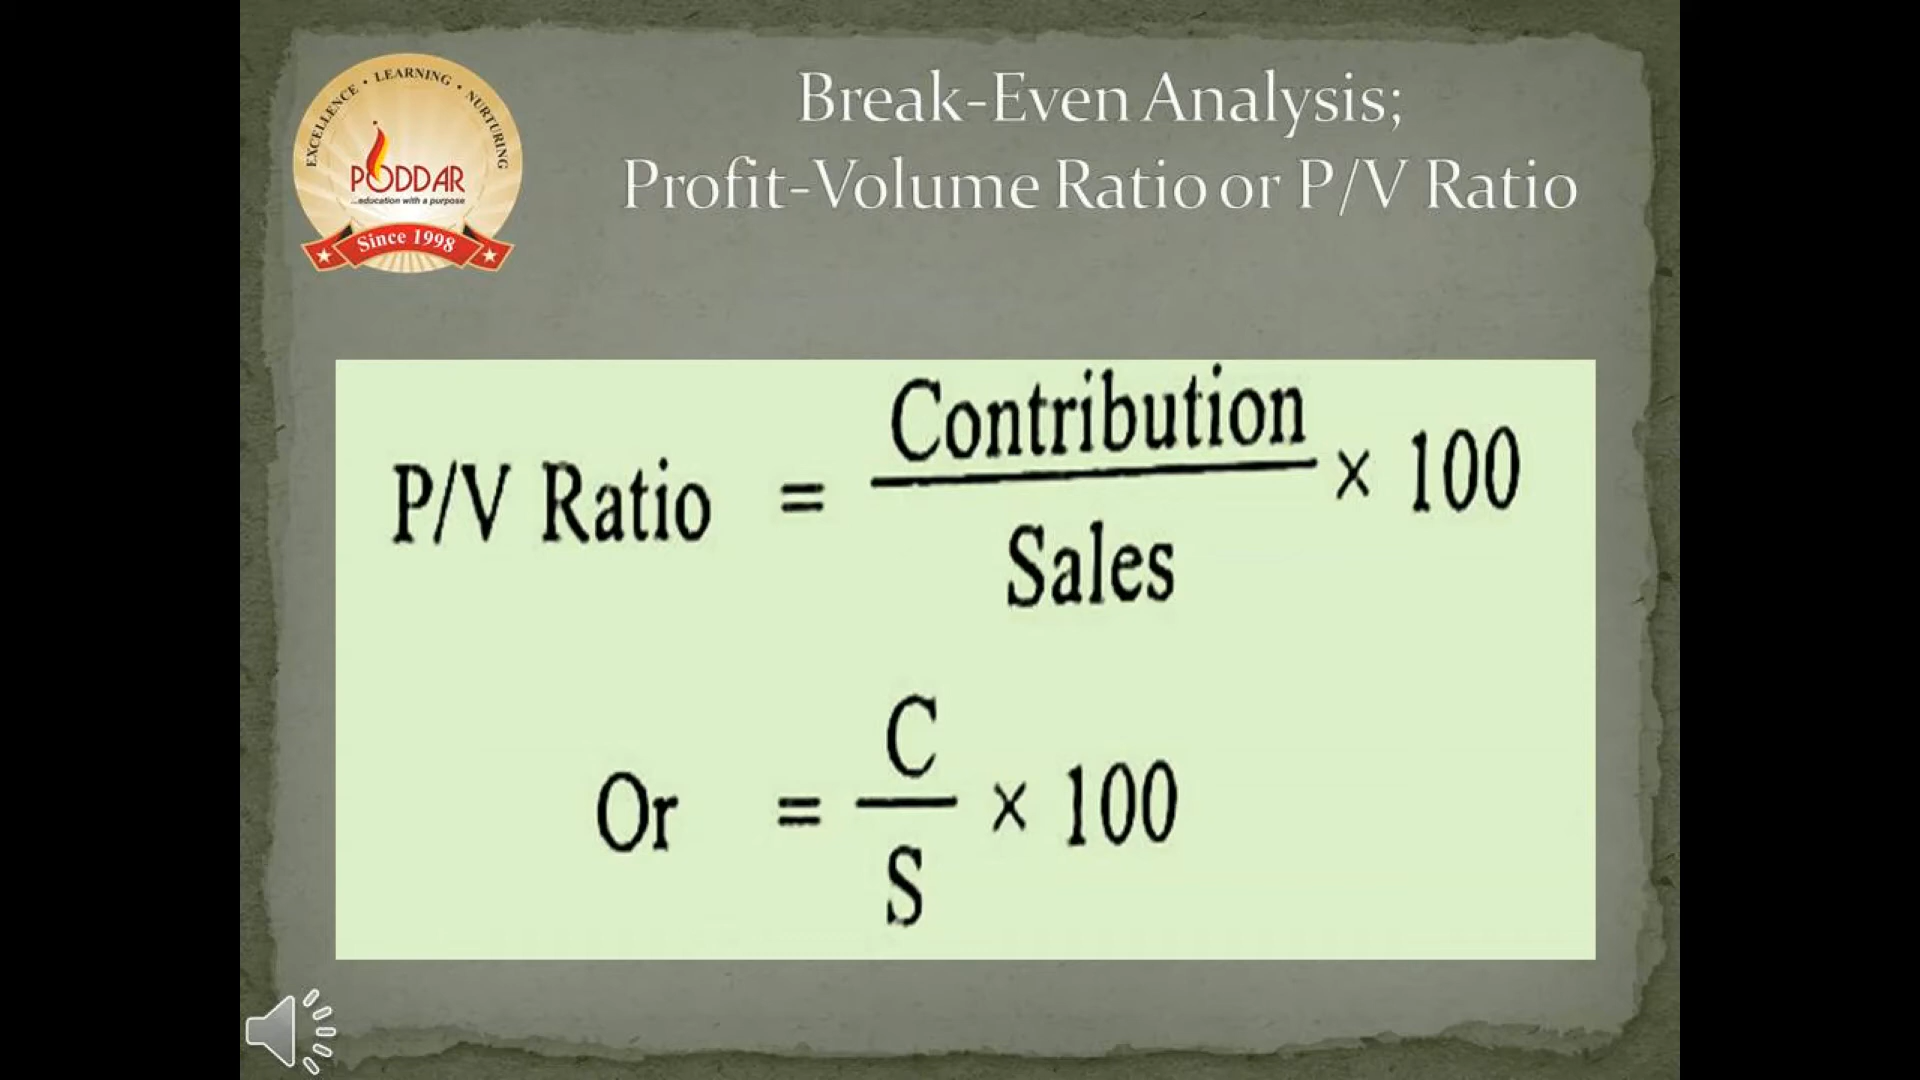 EXCELLENCE • LEARNING • NURTURING
PODDAR
...education with a purpose
Since 1998
Break-Even Analysis;
Profit-Volume Ratio or P/V Ratio
P/V Ratio = Contribution / Sales × 100
Or = C / S × 100